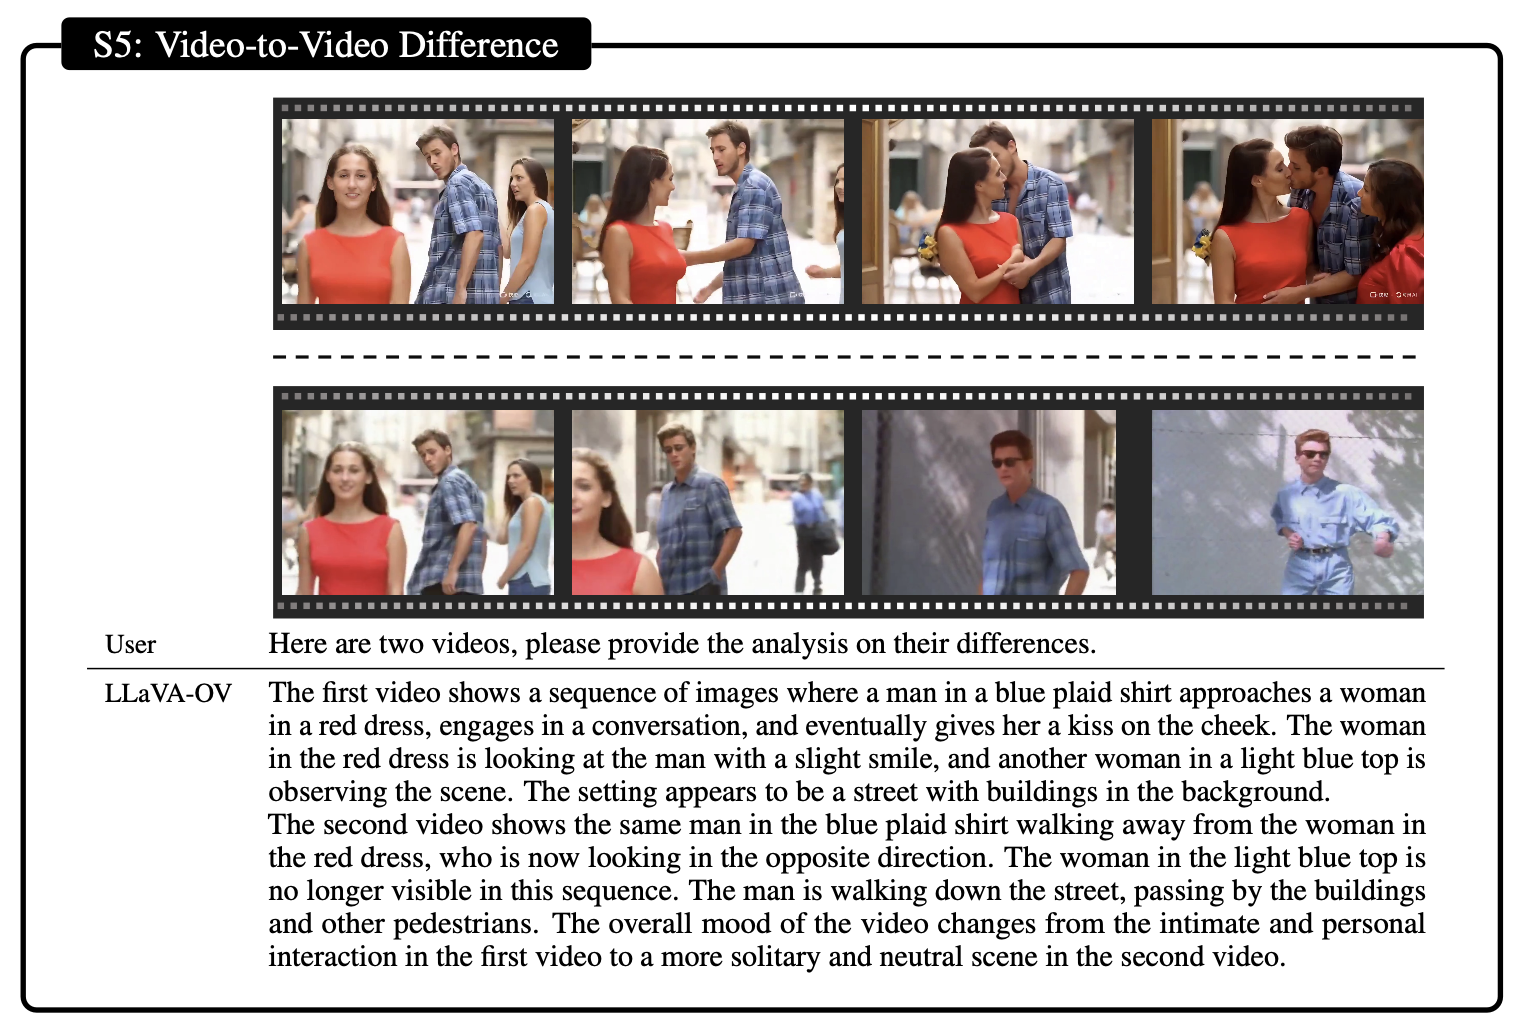 S5: Video-to-Video Difference
User
Here are two videos, please provide the analysis on their differences.
LLaVA-OV
The first video shows a sequence of images where a man in a blue plaid shirt approaches a woman
in a red dress, engages in a conversation, and eventually gives her a kiss on the cheek. The woman
in the red dress is looking at the man with a slight smile, and another woman in a light blue top is
observing the scene. The setting appears to be a street with buildings in the background.
The second video shows the same man in the blue plaid shirt walking away from the woman in
the red dress, who is now looking in the opposite direction. The woman in the light blue top is
no longer visible in this sequence. The man is walking down the street, passing by the buildings
and other pedestrians. The overall mood of the video changes from the intimate and personal
interaction in the first video to a more solitary and neutral scene in the second video.